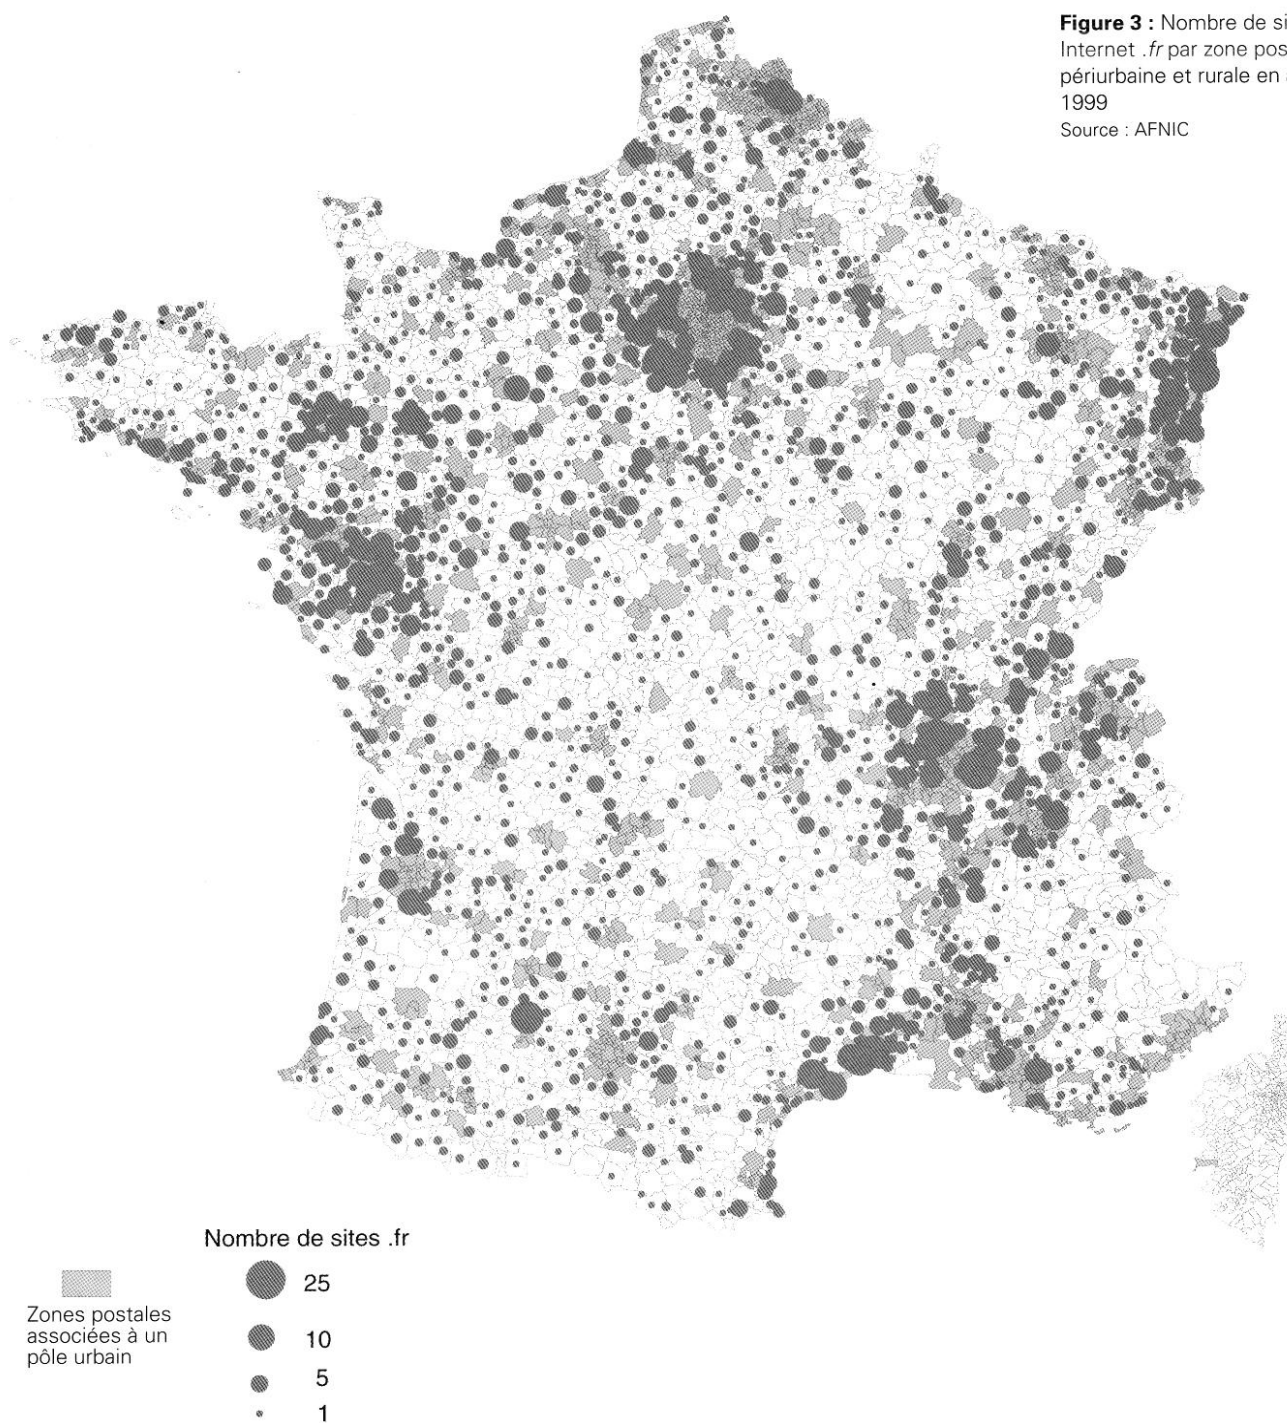 Figure 3 : Nombre de si
Internet .fr par zone pos
périurbaine et rurale en
1999
Source : AFNIC
Nombre de sites .fr
25
10
5
1
Zones postales
associées à un
pôle urbain